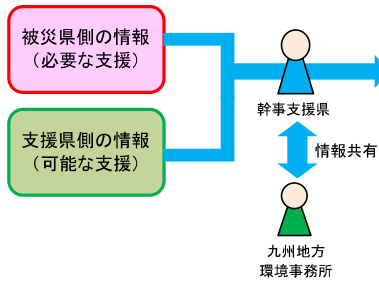 被災県側の情報
（必要な支援）
支援県側の情報
（可能な支援）
幹事支援県
情報共有
九州地方
環境事務所